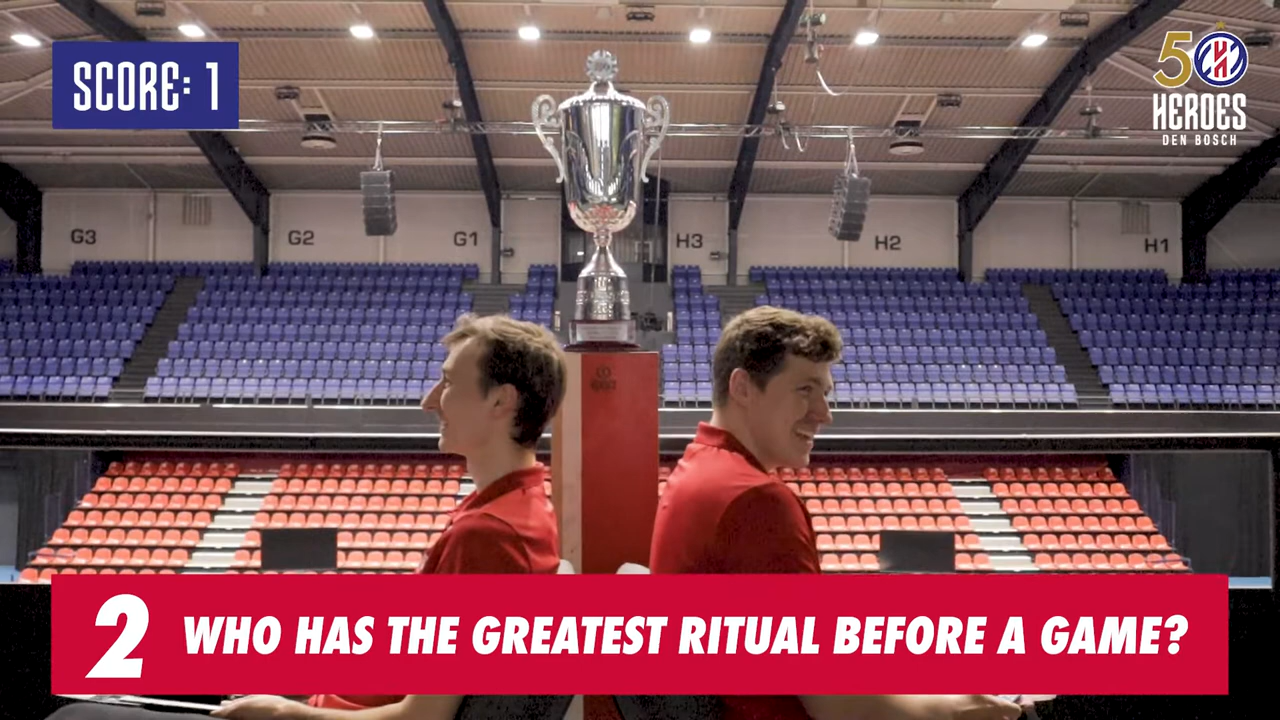 SCORE: 1
50
HEROES
DEN BOSCH
G3
G2
G1
H3
H2
H1
2 WHO HAS THE GREATEST RITUAL BEFORE A GAME?